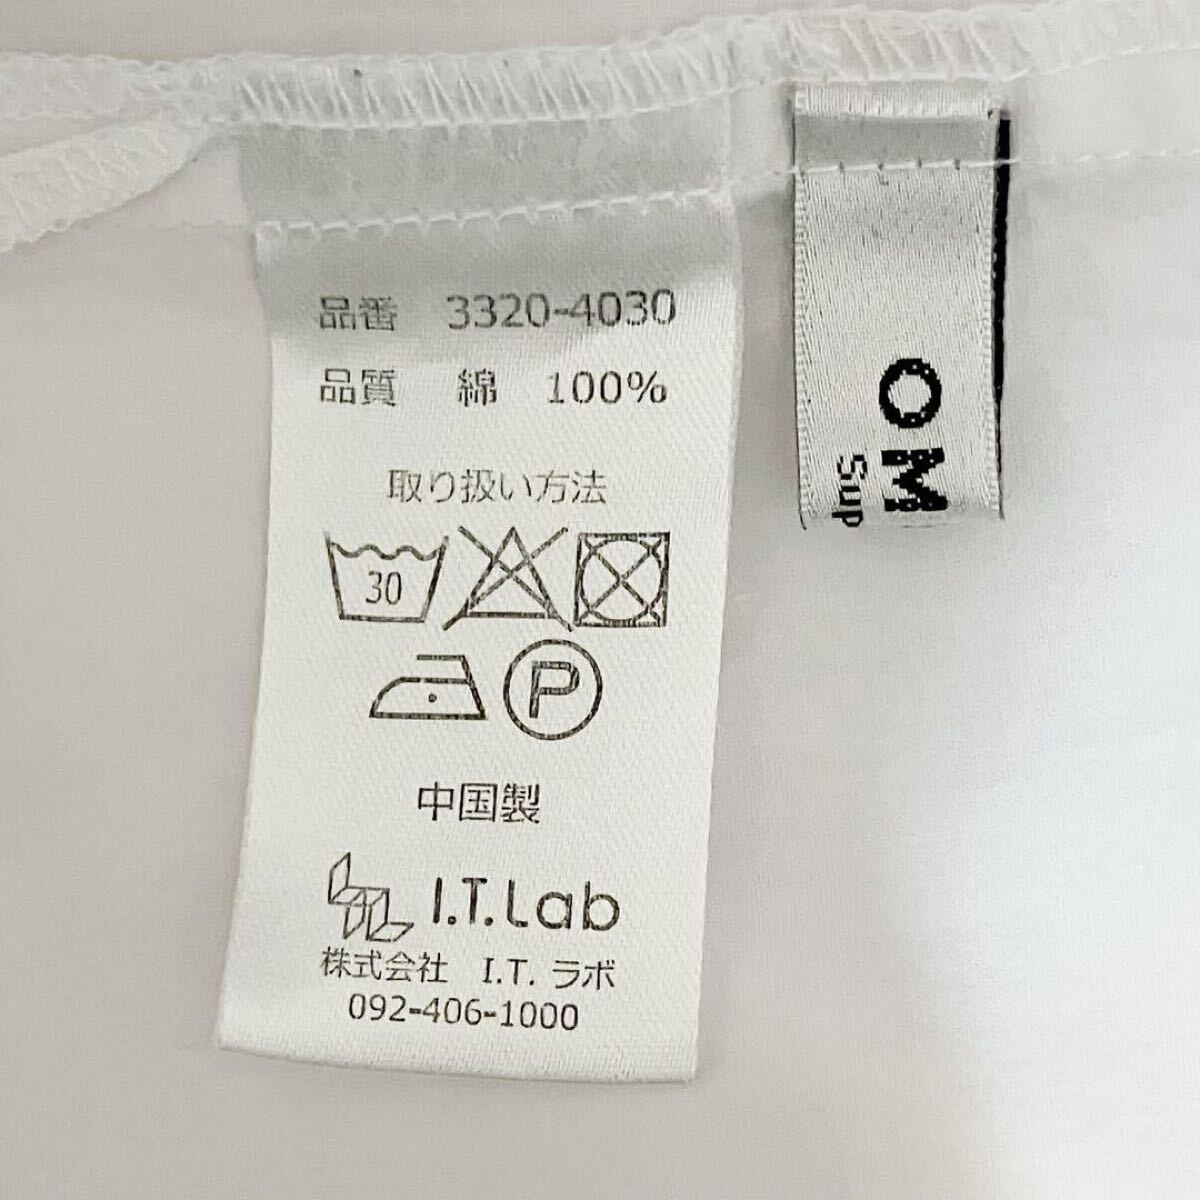 品番 3320-4030
品質 綿 100%
取り扱い方法
30
P
中国製
I.T.Lab
株式会社 I.T. ラボ
092-406-1000
OM
Sup